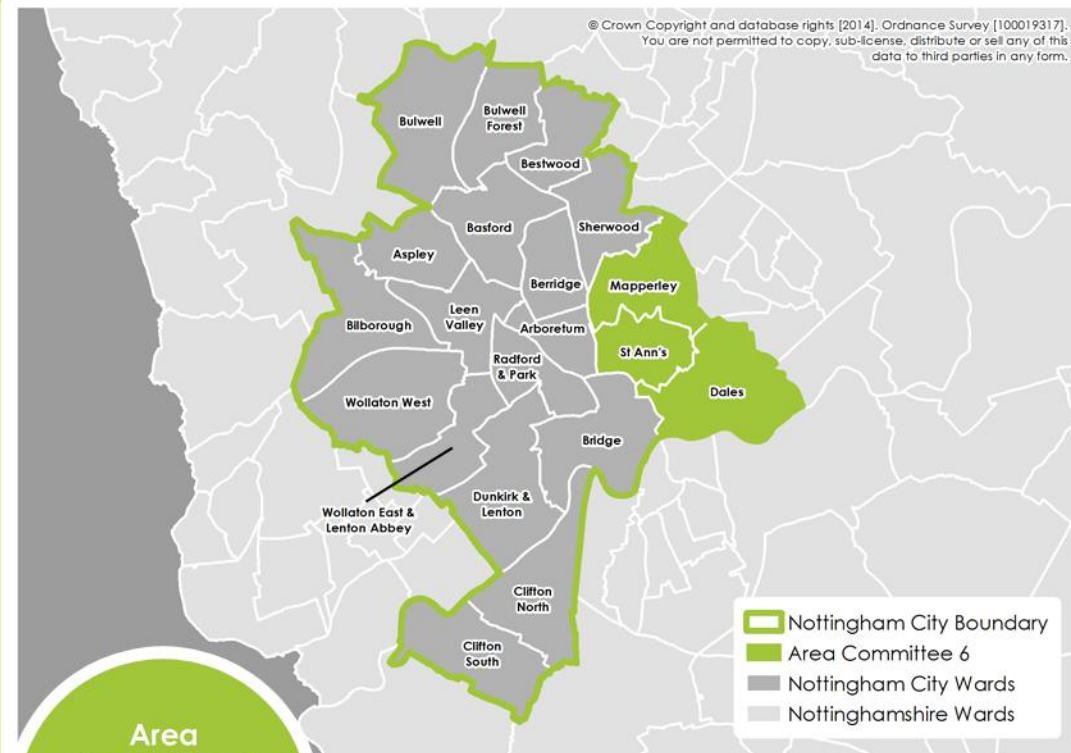 © Crown Copyright and database rights [2014]. Ordnance Survey [100019317].
You are not permitted to copy, sub-license, distribute or sell any of this
data to third parties in any form.
Bulwell
Bulwell
Forest
Bestwood
Basford
Sherwood
Aspley
Berridge
Mapperley
Leen
Valley
Bilborough
Arboretum
St Ann's
Radford
& Park
Wollaton West
Dales
Bridge
Wollaton East &
Lenton Abbey
Dunkirk &
Lenton
Clifton
North
Clifton
South
Nottingham City Boundary
Area Committee 6
Nottingham City Wards
Nottinghamshire Wards
Area